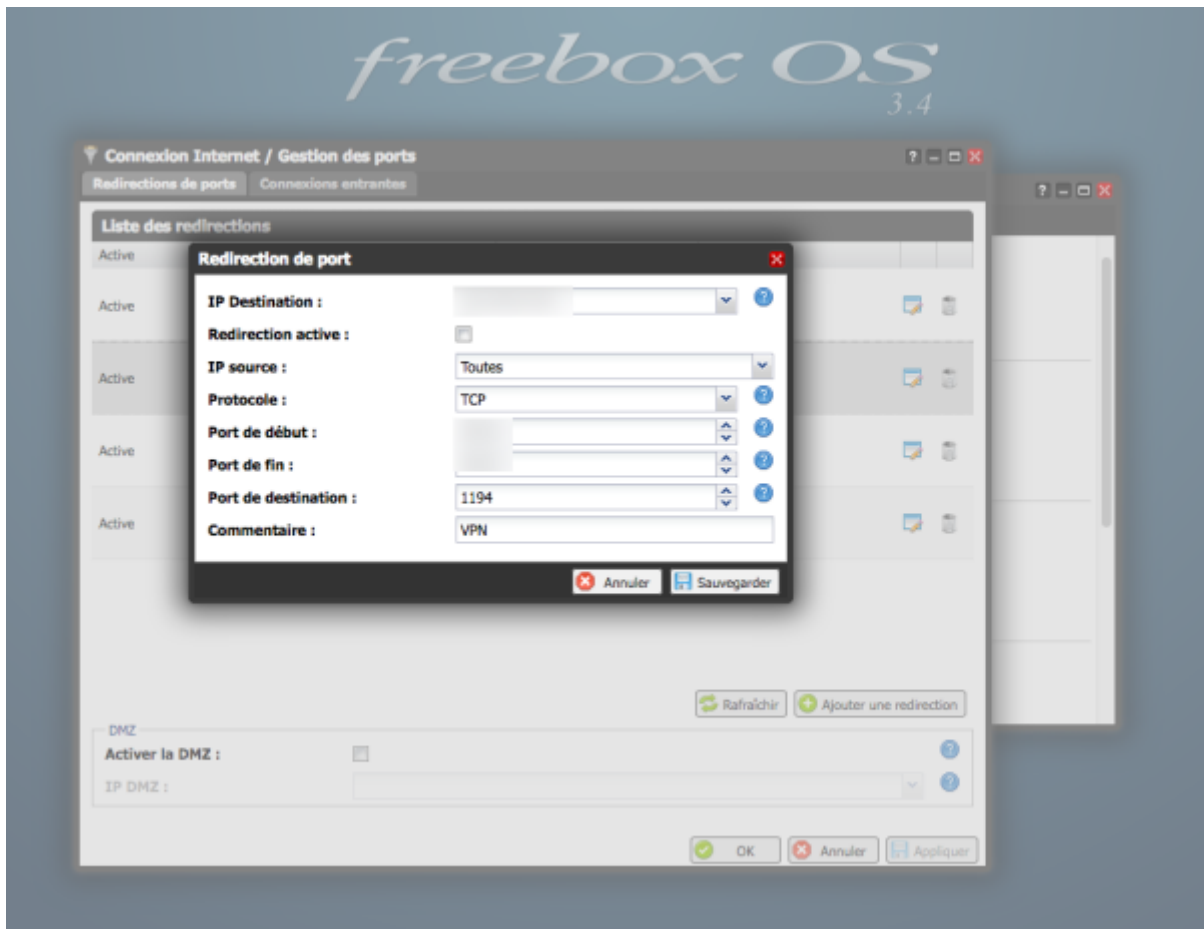 freebox OS
3.4
Connexion Internet / Gestion des ports
Redirections de ports Connexions entrantes
Liste des redirections
Active
Redirection de port
IP Destination :
Active
Redirection active :
IP source : Toutes
Active
Protocole : TCP
Port de début :
Active
Port de fin :
Port de destination : 1194
Active
Commentaire : VPN
Annuler Sauvegarder
Rafraîchir Ajouter une redirection
DMZ
Activer la DMZ :
IP DMZ :
OK Annuler Appliquer